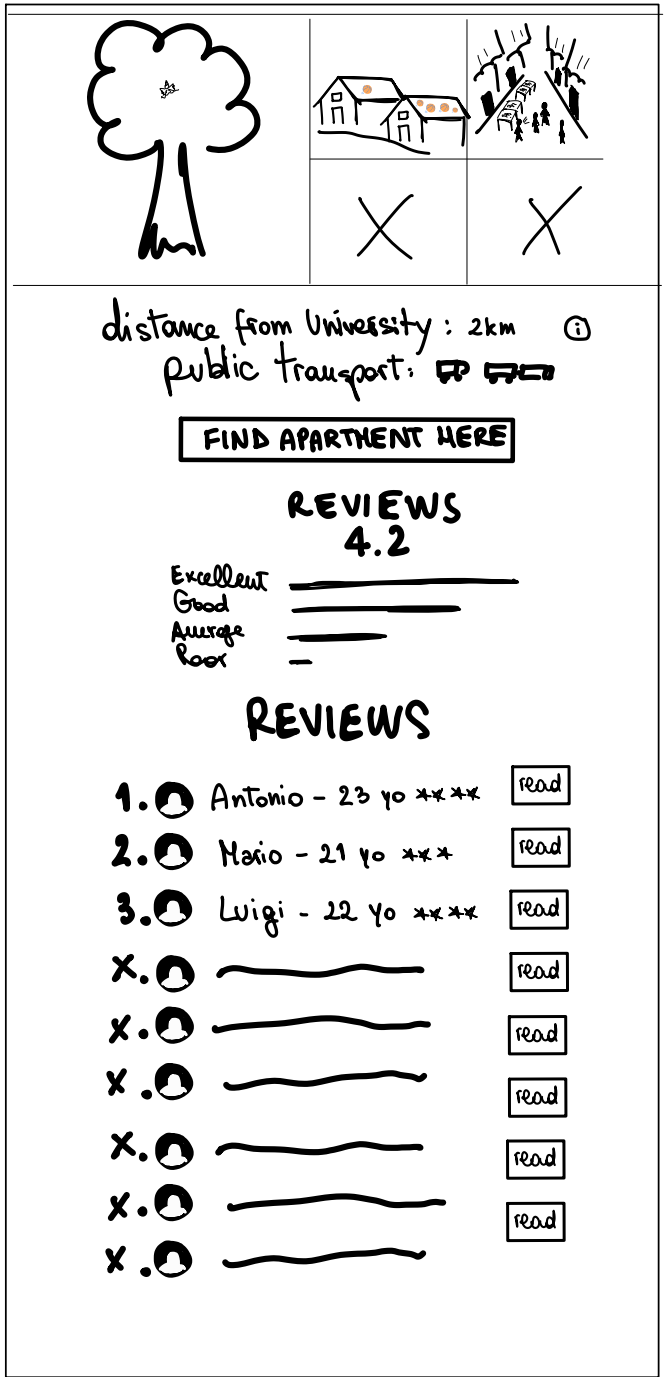 distance from University: 2km i
public transport:
FIND APARTMENT HERE
REVIEWS
4.2
Excellent
Good
Average
Poor
REVIEWS
1. Antonio - 23 yo **** read
2. Mario - 21 yo *** read
3. Luigi - 22 yo **** read
x. read
x. read
x. read
x. read
x. read
x.